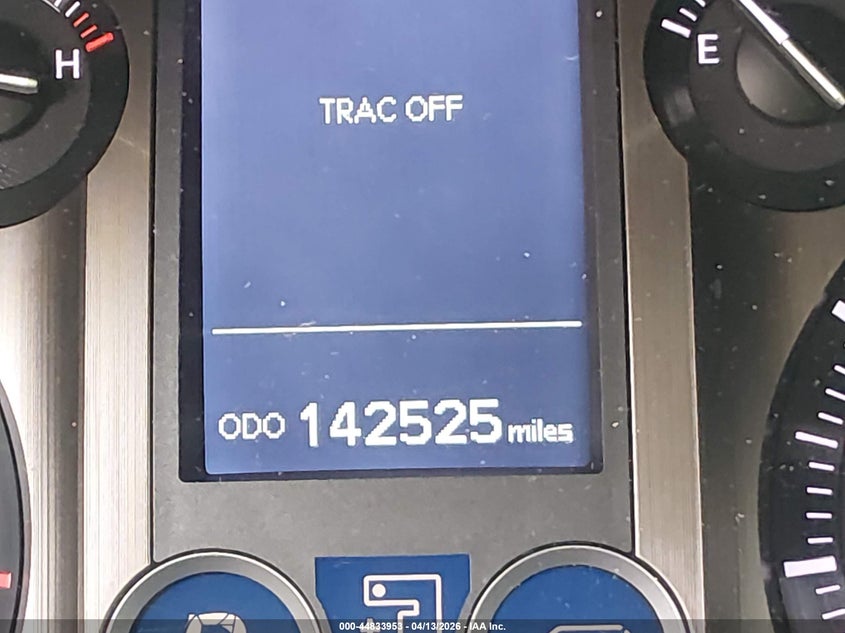 H
E
TRAC OFF
ODO 142525 miles
000-44833953 - 04/13/2026 - IAA Inc.